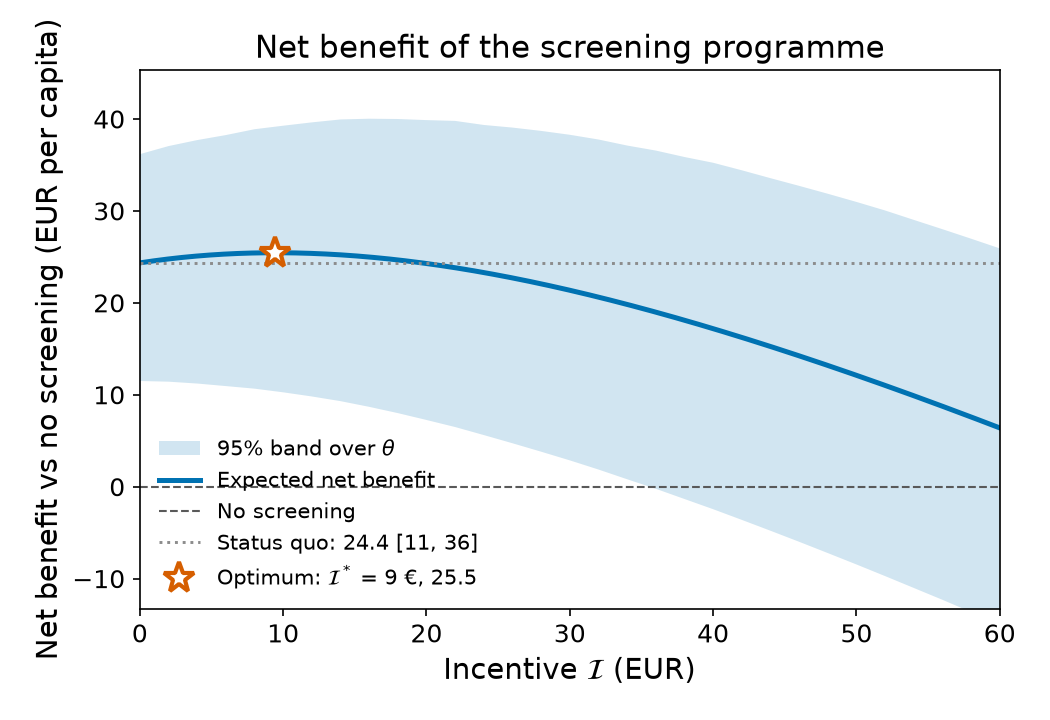 Net benefit of the screening programme
Net benefit vs no screening (EUR per capita)
40
30
20
10
0
−10
95% band over θ
Expected net benefit
No screening
Status quo: 24.4 [11, 36]
Optimum: ℐ* = 9 €, 25.5
0 10 20 30 40 50 60
Incentive ℐ (EUR)